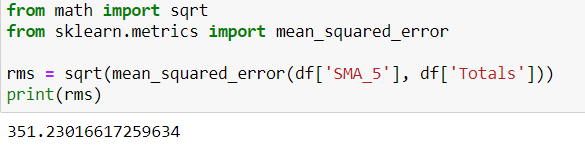 from math import sqrt
from sklearn.metrics import mean_squared_error
rms = sqrt(mean_squared_error(df['SMA_5'], df['Totals']))
print(rms)
351.23016617259634